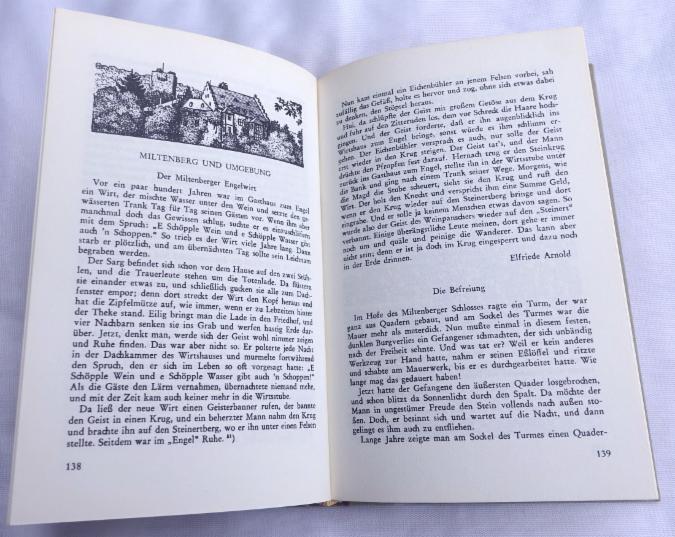 MILTENBERG UND UMGEBUNG
Der Miltenberger Engelwirt
Vor ein paar hundert Jahren war im Gasthaus zum Engel
ein Wirt, der mischte Wasser unter den Wein und setzte den ge-
wässerten Trank Tag für Tag seinen Gästen vor. Wenn ihn aber
manchmal doch das Gewissen schlug, suchte er es einzuschläfern
mit dem Spruch: „E Schöpple Wein und e Schöpple Wasser gibt
auch 'n Schoppen.“ So trieb es der Wirt viele Jahre lang. Dann
starb er plötzlich, und am übernächsten Tag sollte sein Leichnam
begraben werden.
Der Sarg befindet sich schon vor dem Hause auf den zwei Stüh-
len, und die Trauerleute stehen um die Totenlade. Da flüstern
sie einander etwas zu, und schließlich gucken sie alle zum Dach-
fenster empor; denn dort streckt der Wirt den Kopf heraus und
hat die Zipfelmütze auf, wie immer, wenn er zu Lebzeiten hinter
der Theke stand. Eilig bringt man die Lade in den Friedhof, und
vier Nachbarn senken sie ins Grab und werfen hastig Erde dar-
über. Jetzt, denkt man, werde sich der Geist wohl nimmer zeigen
und Ruhe finden. Das war aber nicht so. Er polterte jede Nacht
in der Dachkammer des Wirtshauses und murmelte fortwährend
den Spruch, den er sich im Leben so oft vorgesagt hatte: „E
Schöpple Wein und e Schöpple Wasser gibt auch 'n Schoppen!“
Als die Gäste den Lärm vernahmen, übernachtete niemand mehr,
und mit der Zeit kam auch keiner mehr in die Wirtsstube.
Da ließ der neue Wirt einen Geisterbanner rufen, der bannte
den Geist in einen Krug, und ein beherzter Mann nahm den Krug
und brachte ihn auf den Steinertberg, wo er ihn unter einen Felsen
stellte. Seitdem war im „Engel“ Ruhe.
138
Nun kam einmal ein Eichenbühler an jenem Felsen vorbei, sah
zufällig das Gefäß, holte es hervor und zog, ohne sich etwas dabei
zu denken, den Stöpsel heraus.
Hui, da schlüpfte der Geist mit großem Getöse aus dem Krug
und fuhr auf den Zitternden los, dem vor Schreck die Haare hoch-
gingen. Und der Geist forderte, daß er ihn augenblicklich ins
Wirtshaus zum Engel bringe, sonst würde es ihm schlimm er-
gehen. Der Eichenbühler versprach es auch, nur solle der Geist
erst wieder in den Krug steigen. Der Geist tat's, und der Mann
drückte den Pfropfen fest darauf. Hernach trug er den Steinkrug
zurück ins Gasthaus zum Engel, stellte ihn in der Wirtsstube unter
die Bank und ging nach einem Trunk seiner Wege. Morgens, wie
die Magd die Stube scheuert, sieht sie den Krug und ruft den
Wirt. Der heißt den Knecht und verspricht ihm eine Summe Geld,
wenn er den Krug wieder auf den Steinertberg bringe und dort
eingrabe. Und er solle ja keinem Menschen etwas davon sagen. So
wurde also der Geist des Weinpanschers wieder auf den „Steinert“
verbannt. Einige überängstliche Leute meinen, dort gehe er immer
noch um und quäle und peinige die Wanderer. Das kann aber
nicht sein; denn er ist ja doch im Krug eingesperrt und dazu noch
in der Erde drinnen.
Elfriede Arnold
Die Befreiung
Im Hofe des Miltenberger Schlosses ragte ein Turm, der war
ganz aus Quadern gebaut, und am Sockel des Turmes war die
Mauer mehr als meterdick. Nun mußte einmal in diesem festen,
dunklen Burgverlies ein Gefangener schmachten, der sich unbändig
nach der Freiheit sehnte. Und was tat er? Weil er kein anderes
Werkzeug zur Hand hatte, nahm er seinen Eßlöffel und ritzte
und schabte am Mauerwerk, bis er es durchgearbeitet hatte. Wie
lange mag das gedauert haben!
Jetzt hatte der Gefangene den äußersten Quader losgebrochen,
und schon blitzt da Sonnenlicht durch den Spalt. Da möchte der
Mann in ungestümer Freude den Stein vollends nach außen sto-
ßen. Doch, er besinnt sich und wartet auf die Nacht, und dann
gelingt es ihm auch zu entfliehen.
Lange Jahre zeigte man am Sockel des Turmes einen Quader-
139